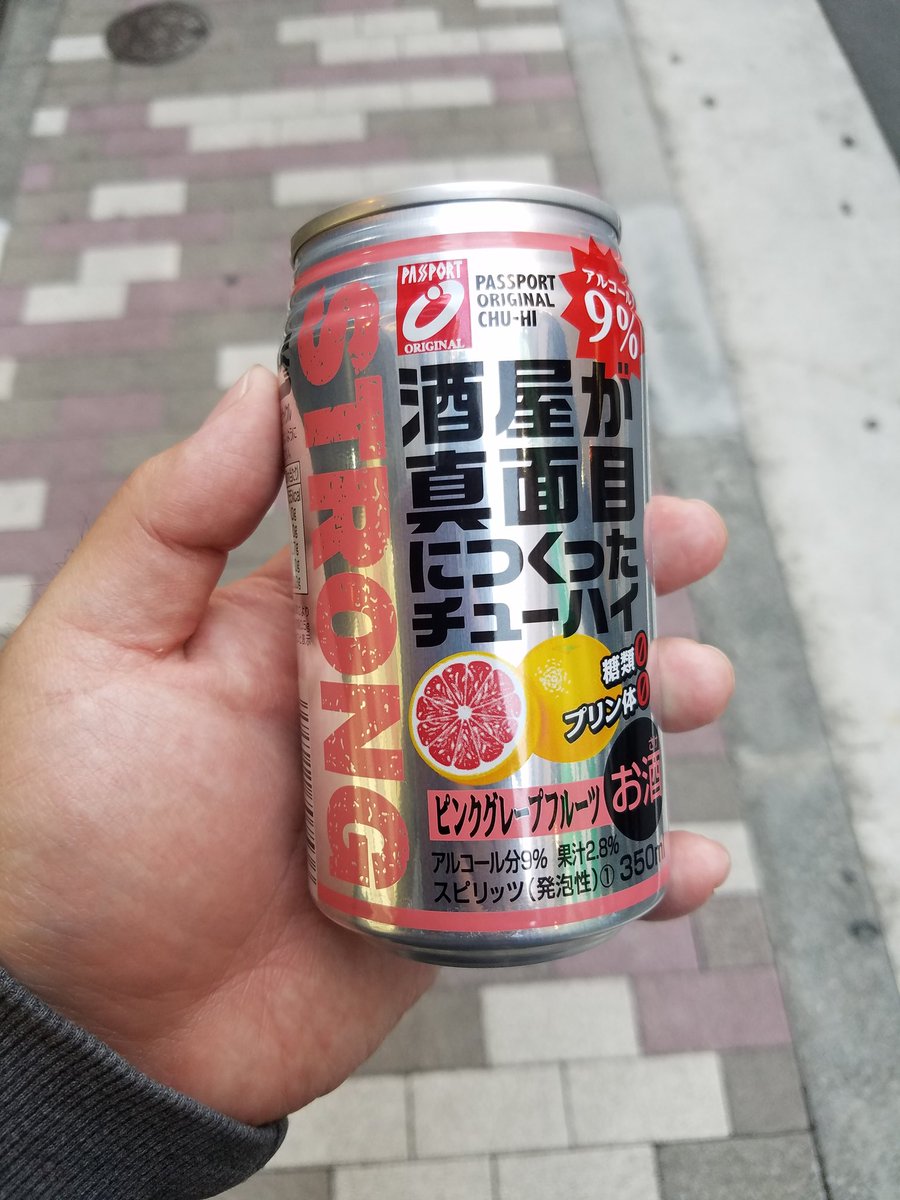 PASSPORT
ORIGINAL
PASSPORT
ORIGINAL
CHU-HI
アルコール
9%
STRONG
酒屋が
真面目
につくった
チューハイ
糖類0
プリン体0
お酒
ピンクグレープフルーツ
アルコール分9% 果汁2.8%
スピリッツ(発泡性)① 350ml